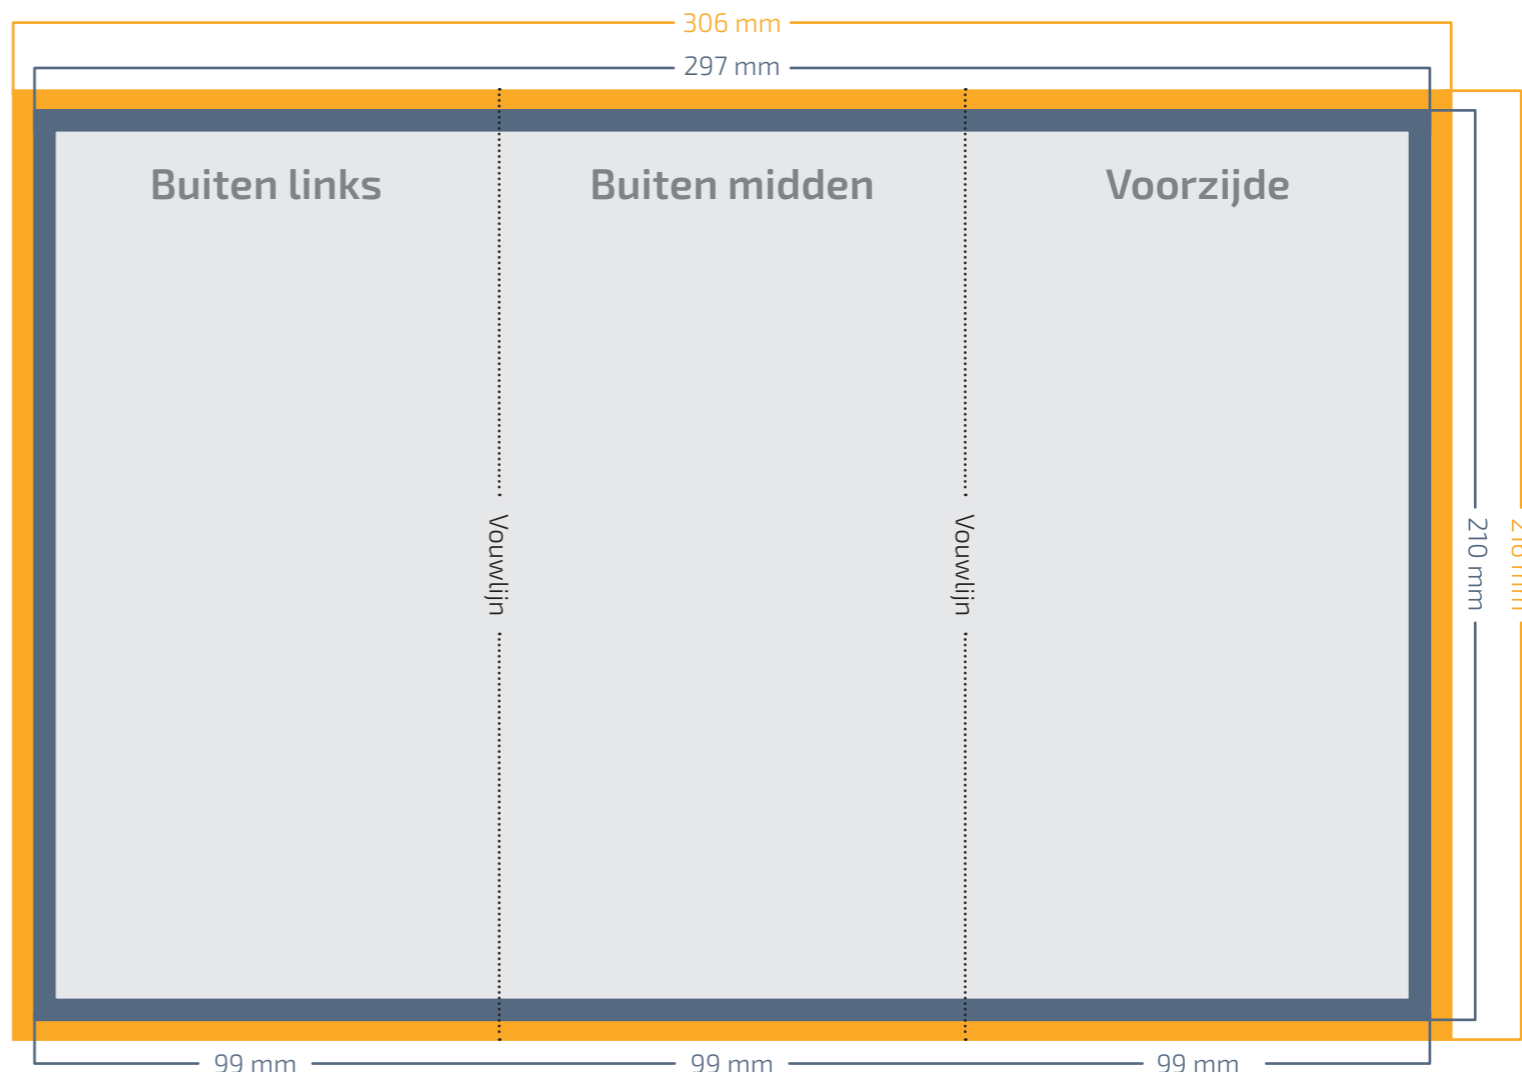 306 mm
297 mm
Buiten links
Buiten midden
Voorzijde
Vouwlijn
Vouwlijn
210 mm
99 mm
99 mm
99 mm